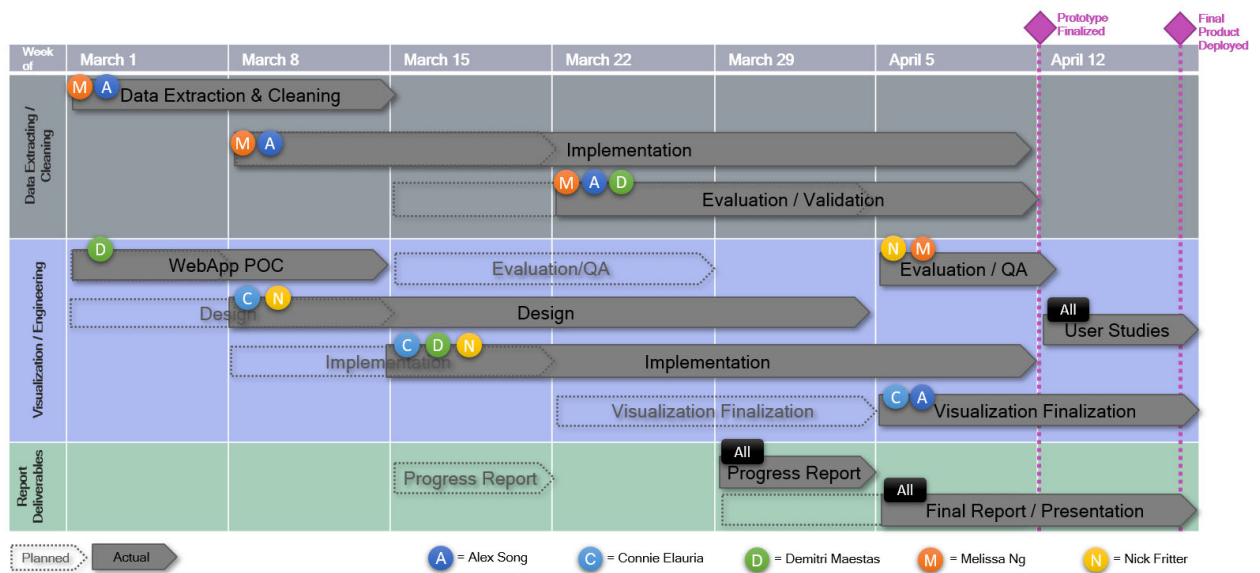 Prototype
Finalized
Final
Product
Deployed
Week
of
March 1
March 8
March 15
March 22
March 29
April 5
April 12
Data Extracting /
Cleaning
M
A
Data Extraction & Cleaning
M
A
Implementation
M
A
D
Evaluation / Validation
Visualization / Engineering
D
WebApp POC
Evaluation/QA
N
M
Evaluation / QA
Design
C
N
Design
All
User Studies
Implementation
C
D
N
Implementation
Visualization Finalization
C
A
Visualization Finalization
Report
Deliverables
Progress Report
All
Progress Report
All
Final Report / Presentation
Planned
Actual
A = Alex Song
C = Connie Elauria
D = Demitri Maestas
M = Melissa Ng
N = Nick Fritter